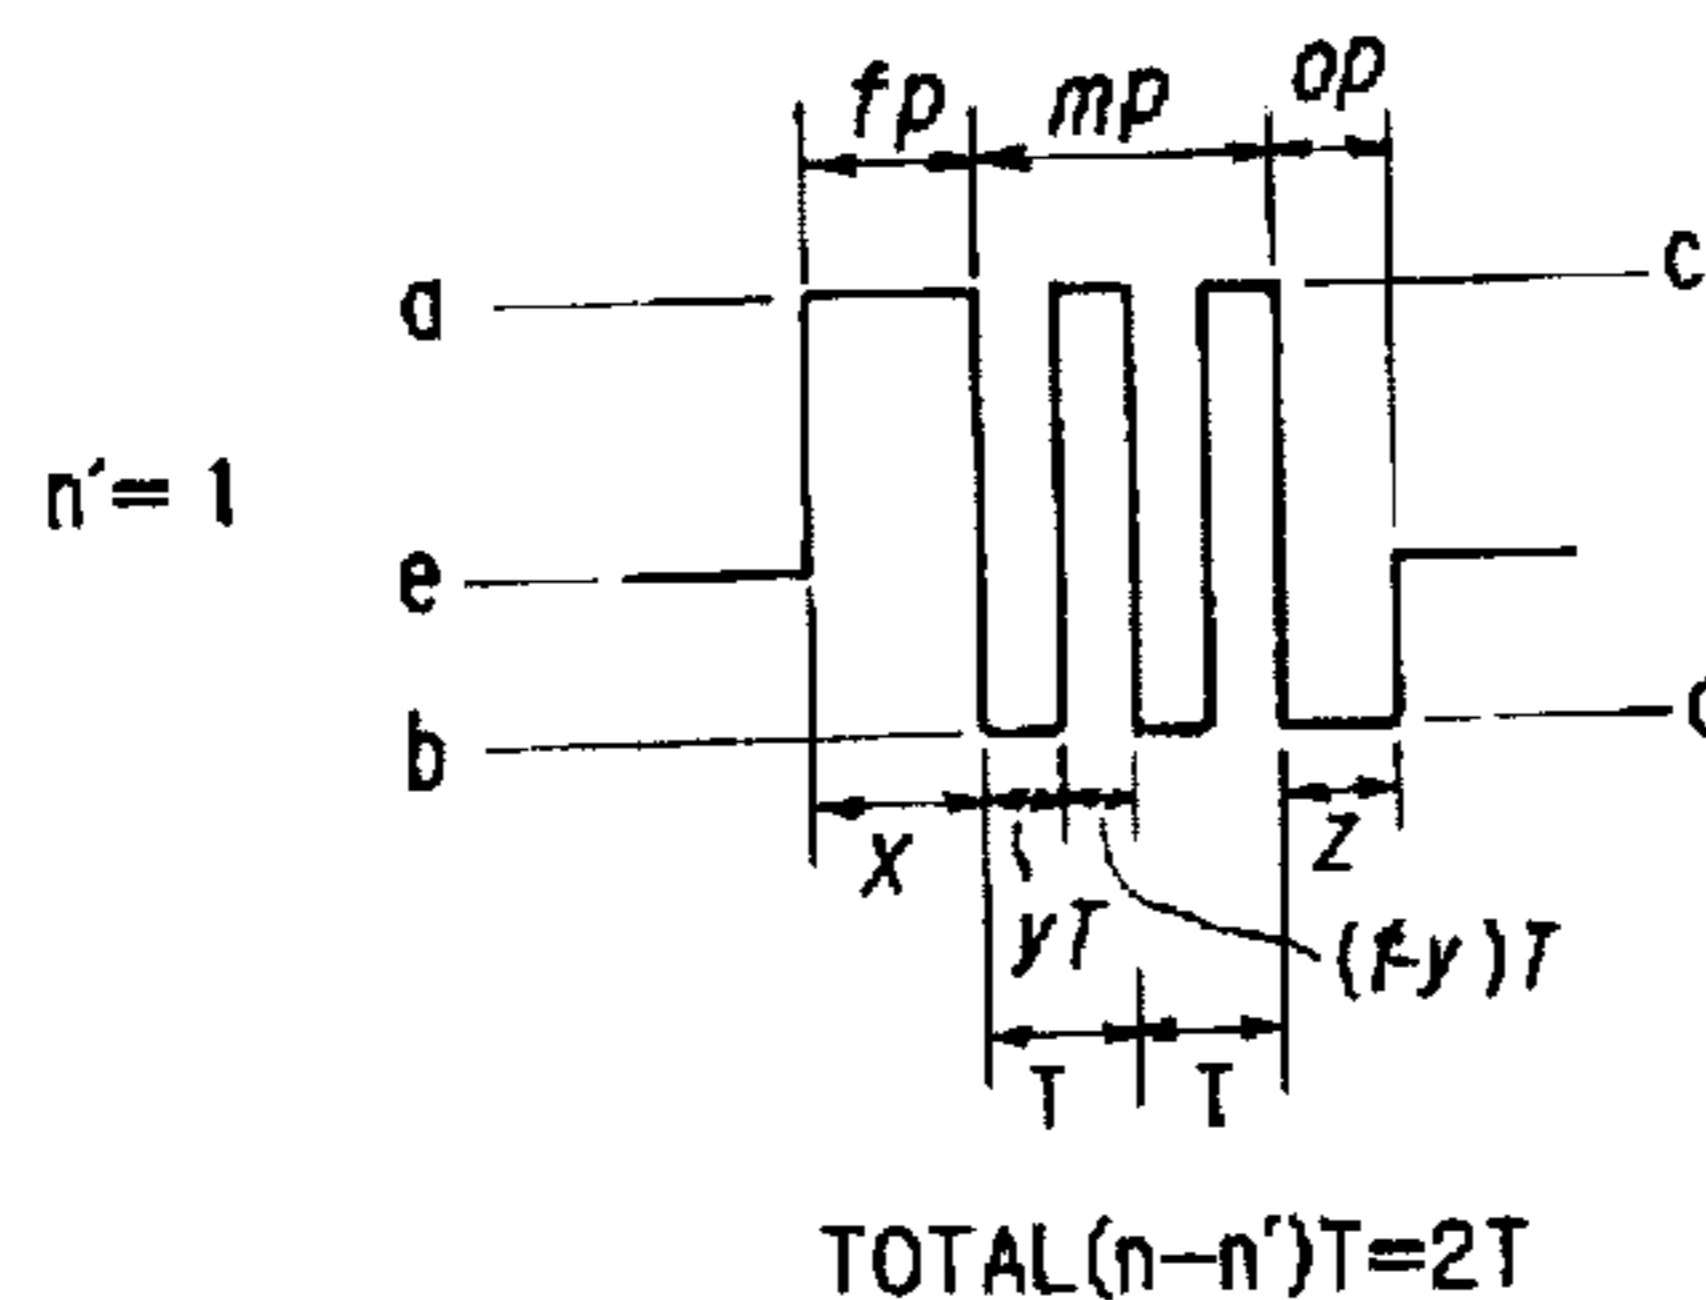 fp mp op
a
c
n′= 1
e
b
x
z
yT
(1-y)T
T T
TOTAL(n-n′)T=2T